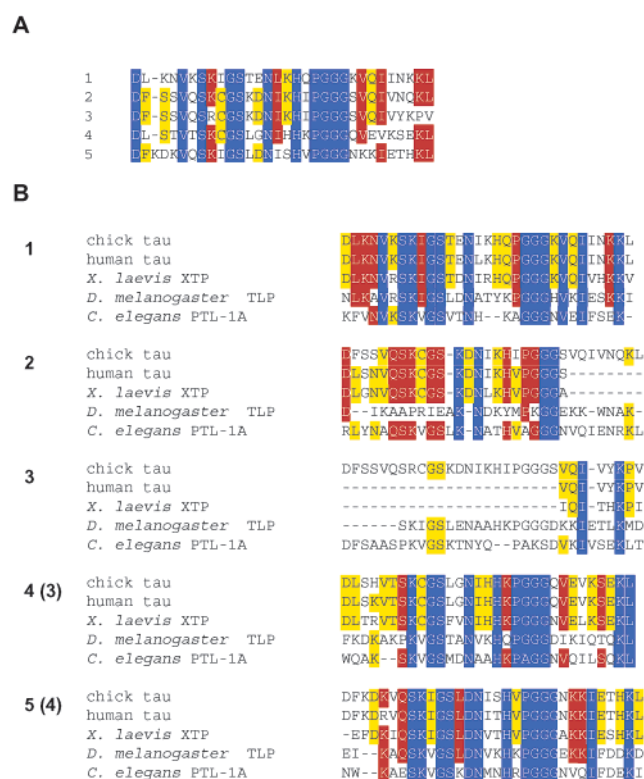 A
1 DL-KNVKSKIGSTENLKHQPGGGKVQIINKKL
2 DF-SSVQSKCGSKDNIKHIPGGGSVQIVNQKL
3 DF-SSVQSRCGSKDNIKHIPGGGSVQIVYKPV
4 DL-STVTSKCGSLGNIHHKPGGGQVEVKSEKL
5 DFKDKVQSKIGSLDNISHVPGGGNKKIETHKL
B
1
chick tau DLKNVKSKIGSTENIKHQPGGGKVQIINKKL
human tau DLKNVKSKIGSTENLKHQPGGGKVQIINKKL
X. laevis XTP DLKNVRSKIGSTDNIRHQPGGGKVQIVHKKV
D. melanogaster TLP NLKAVRSKIGSLDNATYKPGGGHVKIESKKI
C. elegans PTL-1A KFVNVKSKVGSVTNH--KAGGGNVEIFSEK-
2
chick tau DFSSVQSKCGS-KDNIKHIPGGGSVQIVNQKL
human tau DLSNVQSKCGS-KDNIKHVPGGGS--------
X. laevis XTP DLGNVQSKCGS-KDNLKHVPGGGA--------
D. melanogaster TLP D--IKAAPRIEAK-NDKYMPKGGEKK-WNAK-
C. elegans PTL-1A RLYNAQSKVGSLK-NATHVAGGGNVQIENRKL
3
chick tau DFSSVQSRCGSKDNIKHIPGGGSVQI-VYKPV
human tau -----------------------VQI-VYKPV
X. laevis XTP -----------------------IQI-THKPI
D. melanogaster TLP -----SKIGSLENAAHKPGGGDKKIETLKMD
C. elegans PTL-1A DFSAASPKVGSKTNYQ--PAKSDVKIVSEKLT
4 (3)
chick tau DLSHVTSKCGSLGNIHHKPGGGQVEVKSEKL
human tau DLSKVTSKCGSLGNIHHKPGGGQVEVKSEKL
X. laevis XTP DLTRVTSKCGSFVNIHHKPGGGNVELKSEKL
D. melanogaster TLP FKDKAKPKVGSTANVKHQPGGGDIKIQTQKL
C. elegans PTL-1A WQAK--SKVGSMDNAAHKPAGGNVQILSQKL
5 (4)
chick tau DFKDKVQSKIGSLDNISHVPGGGNKKIETHKL
human tau DFKDRVQSKIGSLDNITHVPGGGNKKIETHKL
X. laevis XTP -EFDKIQSKIGSLDNITHVPGGGAKKIESHKL
D. melanogaster TLP EI--KAQSKVGSLDNVKHKPGGGEKKIFDDKD
C. elegans PTL-1A NW--KAESKVGSKDNMNHRPGGGNVQIFDEKI